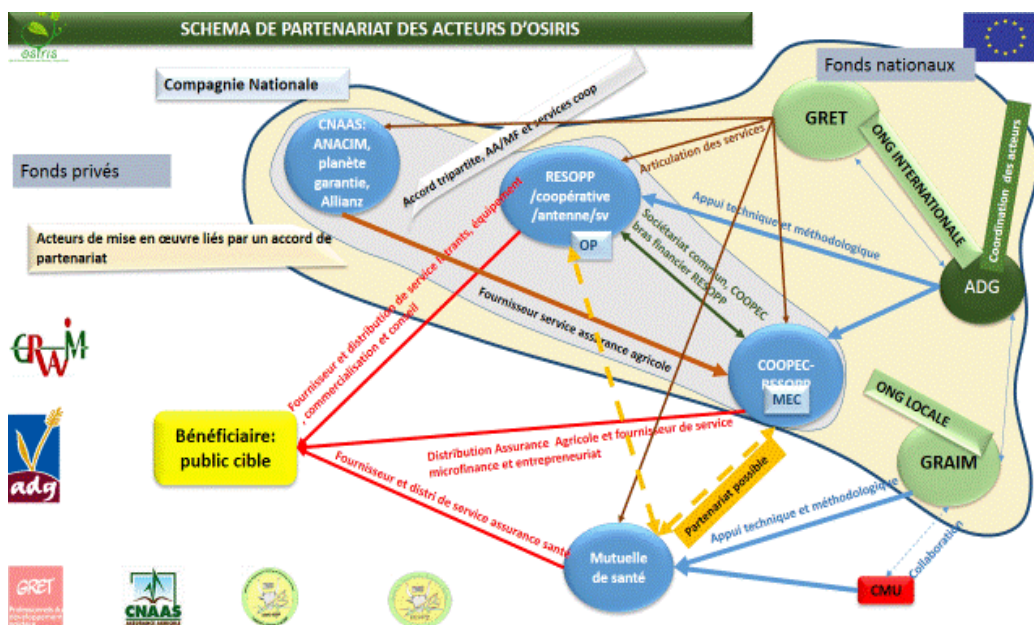 SCHEMA DE PARTENARIAT DES ACTEURS D'OSIRIS
osiris
Fonds nationaux
Compagnie Nationale
CNAAS:
ANACIM,
planète
garantie,
Allianz
Accord tripartite, AA/MF et services coop
Articulation des services
GRET
ONG INTERNATIONALE
Coordination des acteurs
Fonds privés
RESOPP
/coopérative
/antenne/sv
OP
Appui technique et méthodologique
ADG
Acteurs de mise en œuvre liés par un accord de
partenariat
Sociétariat commun, COOPEC
bras financier RESOPP
Fournisseur service assurance agricole
Fournisseur et distribution de service intrants, équipement
, commercialisation et conseil
COOPEC-
RESOPP
MEC
ONG LOCALE
GRAIM
Bénéficiaire:
public cible
Distribution Assurance Agricole et fournisseur de service
microfinance et entrepreneuriat
Fournisseur et distri de service assurance santé
Partenariat possible
Appui technique et méthodologique
Mutuelle
de santé
CMU
Collaboration
adg
GRET
Professionnels du
développement
CNAAS
ASSURANCE AGRICOLE